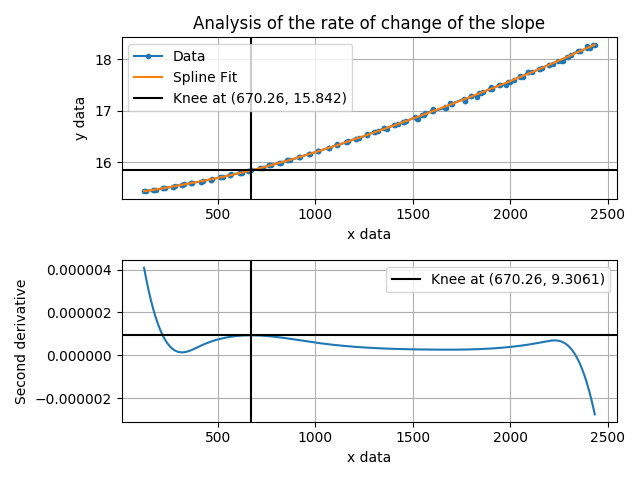 Analysis of the rate of change of the slope
Data
Spline Fit
Knee at (670.26, 15.842)
18
17
16
y data
500 1000 1500 2000 2500
x data
Knee at (670.26, 9.3061)
0.000004
0.000002
0.000000
−0.000002
Second derivative
500 1000 1500 2000 2500
x data